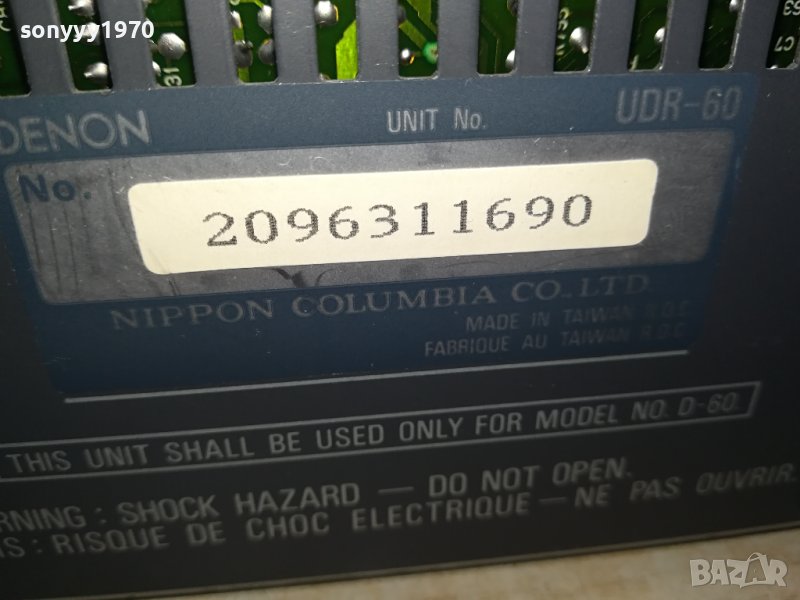 sonyyy1970
DENON
UNIT No.
UDR-60
No.
2096311690
NIPPON COLUMBIA CO., LTD
MADE IN TAIWAN R.O.C
FABRIQUE AU TAIWAN R.O.C
THIS UNIT SHALL BE USED ONLY FOR MODEL NO. D-60.
RNING : SHOCK HAZARD — DO NOT OPEN.
IS : RISQUE DE CHOC ELECTRIQUE — NE PAS OUVRIR.
BAZAR